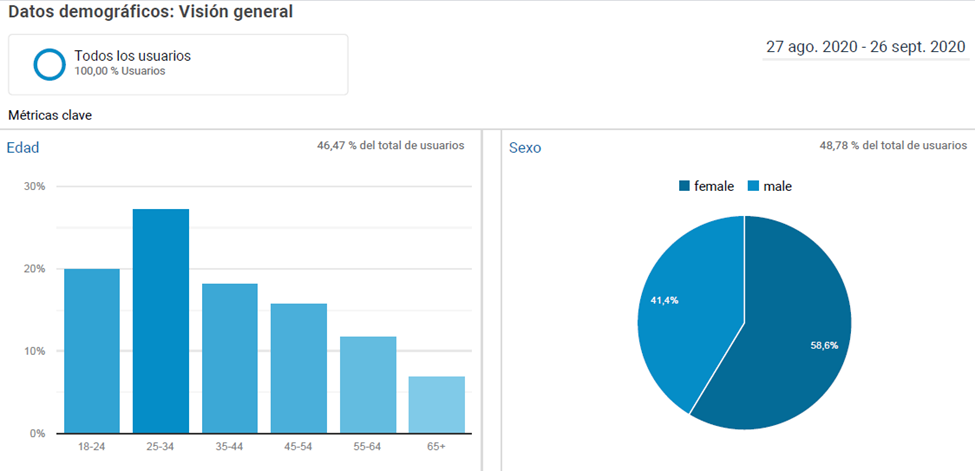 Datos demográficos: Visión general
Todos los usuarios
100,00 % Usuarios
27 ago. 2020 - 26 sept. 2020
Métricas clave
Edad
46,47 % del total de usuarios
30%
20%
10%
0%
18-24
25-34
35-44
45-54
55-64
65+
Sexo
48,78 % del total de usuarios
female
male
41,4%
58,6%